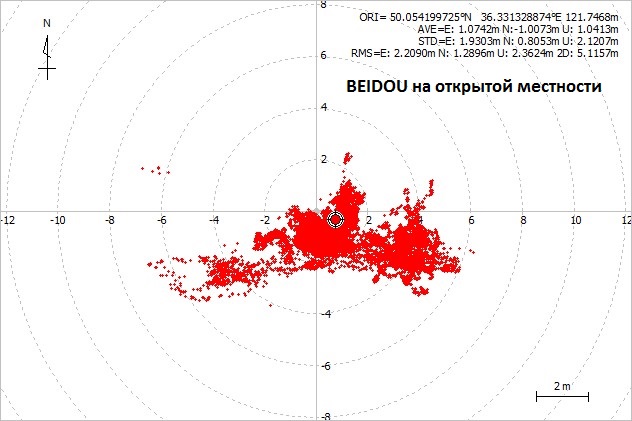 8
ORI= 50.054199725°N 36.331328874°E 121.7468m
N
AVE=E: 1.0742m N:-1.0073m U: 1.0413m
STD=E: 1.9303m N: 0.8053m U: 2.1207m
RMS=E: 2.2090m N: 1.2896m U: 2.3624m 2D: 5.1157m
6
BEIDOU на открытой местности
4
2
-12 -10 -8 -6 -4 -2 2 4 6 8 10 12
-4
-6
2 m
-8